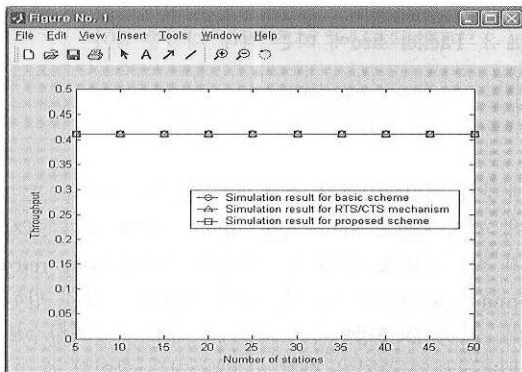 Figure No. 1
File Edit View Insert Tools Window Help
A
0.5
0.45
0.4
0.35
0.3
0.25
0.2
0.15
0.1
0.05
0
Throughput
Simulation result for basic scheme
Simulation result for RTS/CTS mechanism
Simulation result for proposed scheme
5 10 15 20 25 30 35 40 45 50
Number of stations